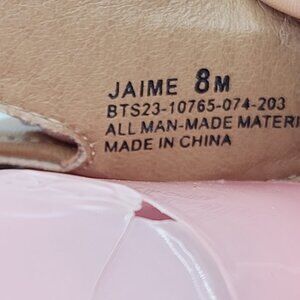 JAIME 8M
BTS23-10765-074-203
ALL MAN-MADE MATERI
MADE IN CHINA